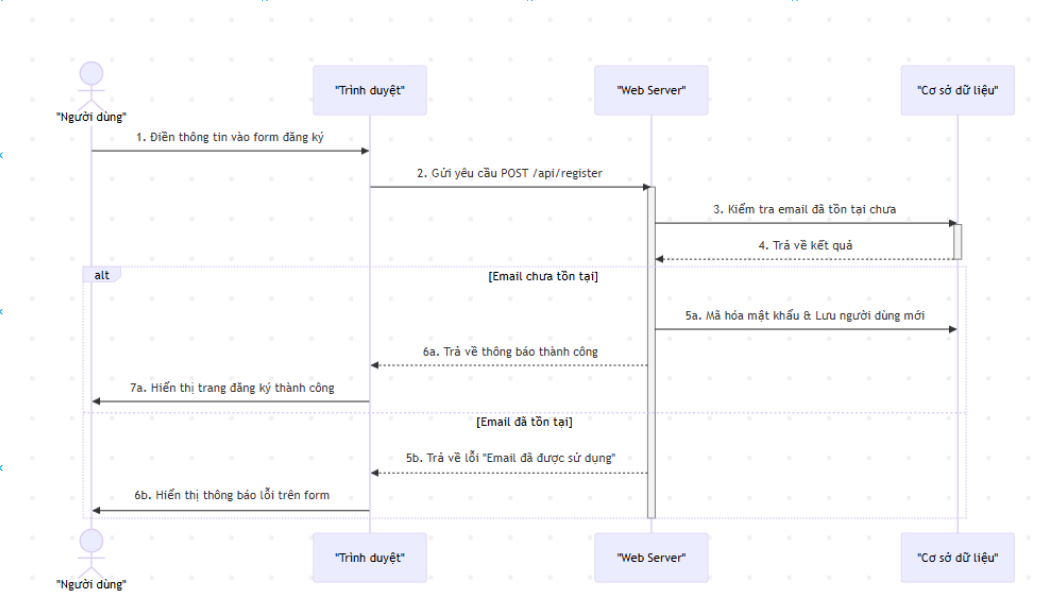 "Trình duyệt"
"Web Server"
"Cơ sở dữ liệu"
"Người dùng"
1. Điền thông tin vào form đăng ký
2. Gửi yêu cầu POST /api/register
3. Kiểm tra email đã tồn tại chưa
4. Trả về kết quả
alt
[Email chưa tồn tại]
5a. Mã hóa mật khẩu & Lưu người dùng mới
6a. Trả về thông báo thành công
7a. Hiển thị trang đăng ký thành công
[Email đã tồn tại]
5b. Trả về lỗi "Email đã được sử dụng"
6b. Hiển thị thông báo lỗi trên form
"Trình duyệt"
"Web Server"
"Cơ sở dữ liệu"
"Người dùng"